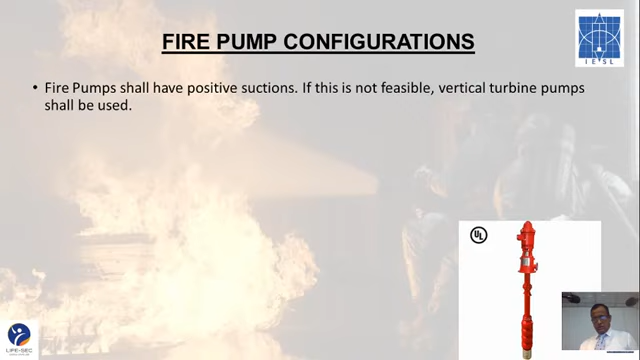 FIRE PUMP CONFIGURATIONS
IESL
• Fire Pumps shall have positive suctions. If this is not feasible, vertical turbine pumps
shall be used.
UL
LIFE-SEC